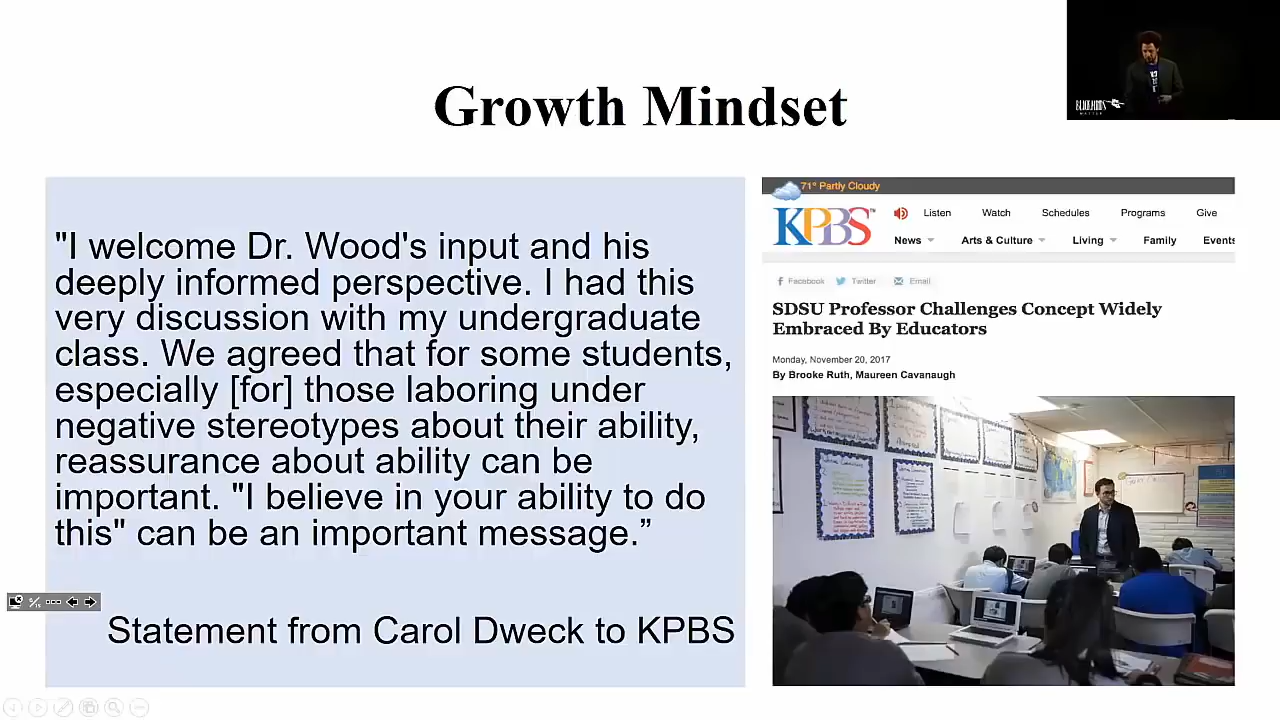 Growth Mindset
"I welcome Dr. Wood's input and his
deeply informed perspective. I had this
very discussion with my undergraduate
class. We agreed that for some students,
especially [for] those laboring under
negative stereotypes about their ability,
reassurance about ability can be
important. "I believe in your ability to do
this" can be an important message.”
Statement from Carol Dweck to KPBS
71° Partly Cloudy
KPBS
Listen Watch Schedules Programs Give
News Arts & Culture Living Family Events
Facebook Twitter Email
SDSU Professor Challenges Concept Widely
Embraced By Educators
Monday, November 20, 2017
By Brooke Ruth, Maureen Cavanaugh
MATTER